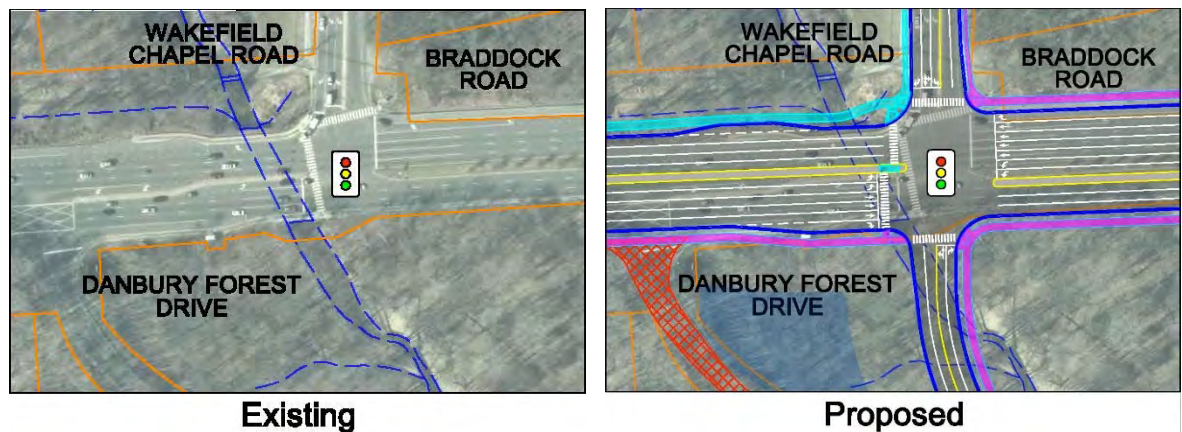 WAKEFIELD
CHAPEL ROAD
BRADDOCK
ROAD
DANBURY FOREST
DRIVE
Existing
WAKEFIELD
CHAPEL ROAD
BRADDOCK
ROAD
DANBURY FOREST
DRIVE
Proposed